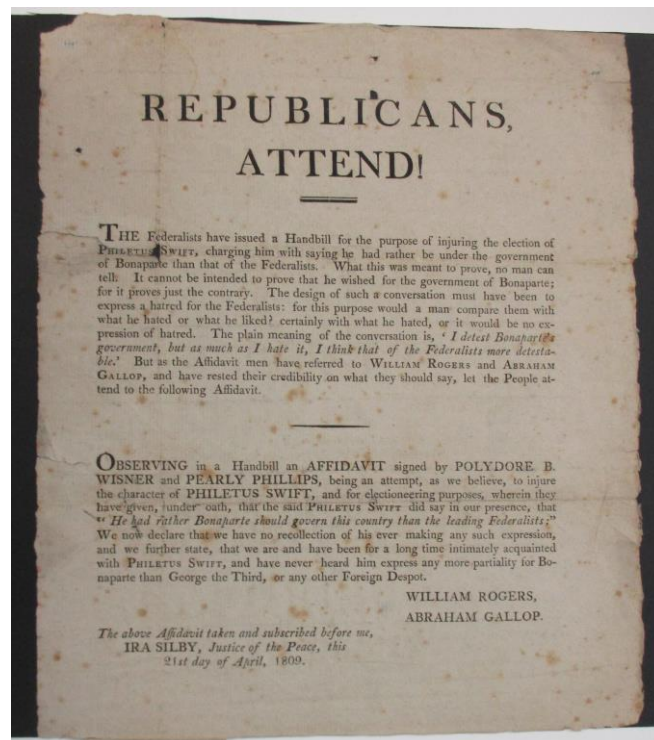 REPUBLICANS,
ATTEND!
THE Federalists have issued a Handbill for the purpose of injuring the election of
PHILETUS SWIFT, charging him with saying he had rather be under the government
of Bonaparte than that of the Federalists. What this was meant to prove, no man can
tell. It cannot be intended to prove that he wished for the government of Bonaparte;
for it proves just the contrary. The design of such a conversation must have been to
express a hatred for the Federalists: for this purpose would a man compare them with
what he hated or what he liked? certainly with what he hated, or it would be no ex-
pression of hatred. The plain meaning of the conversation is, ‘ I detest Bonaparte's
government, but as much as I hate it, I think that of the Federalists more detesta-
ble.’ But as the Affidavit men have referred to WILLIAM ROGERS and ABRAHAM
GALLOP, and have rested their credibility on what they should say, let the People at-
tend to the following Affidavit.
OBSERVING in a Handbill an AFFIDAVIT signed by POLYDORE B.
WISNER and PEARLY PHILLIPS, being an attempt, as we believe, to injure
the character of PHILETUS SWIFT, and for electioneering purposes, wherein they
have given, under oath, that the said PHILETUS SWIFT did say in our presence, that
“ He had rather Bonaparte should govern this country than the leading Federalists;”
We now declare that we have no recollection of his ever making any such expression,
and we further state, that we are and have been for a long time intimately acquainted
with PHILETUS SWIFT, and have never heard him express any more partiality for Bo-
naparte than George the Third, or any other Foreign Despot.
WILLIAM ROGERS,
ABRAHAM GALLOP.
The above Affidavit taken and subscribed before me,
IRA SILBY, Justice of the Peace, this
21st day of April, 1809.